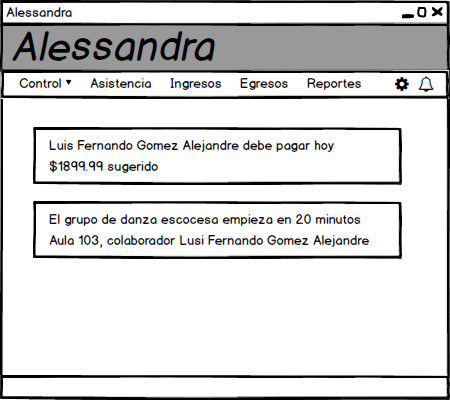 Alessandra
Alessandra
Control Asistencia Ingresos Egresos Reportes
Luis Fernando Gomez Alejandre debe pagar hoy
$1899.99 sugerido
El grupo de danza escocesa empieza en 20 minutos
Aula 103, colaborador Lusi Fernando Gomez Alejandre